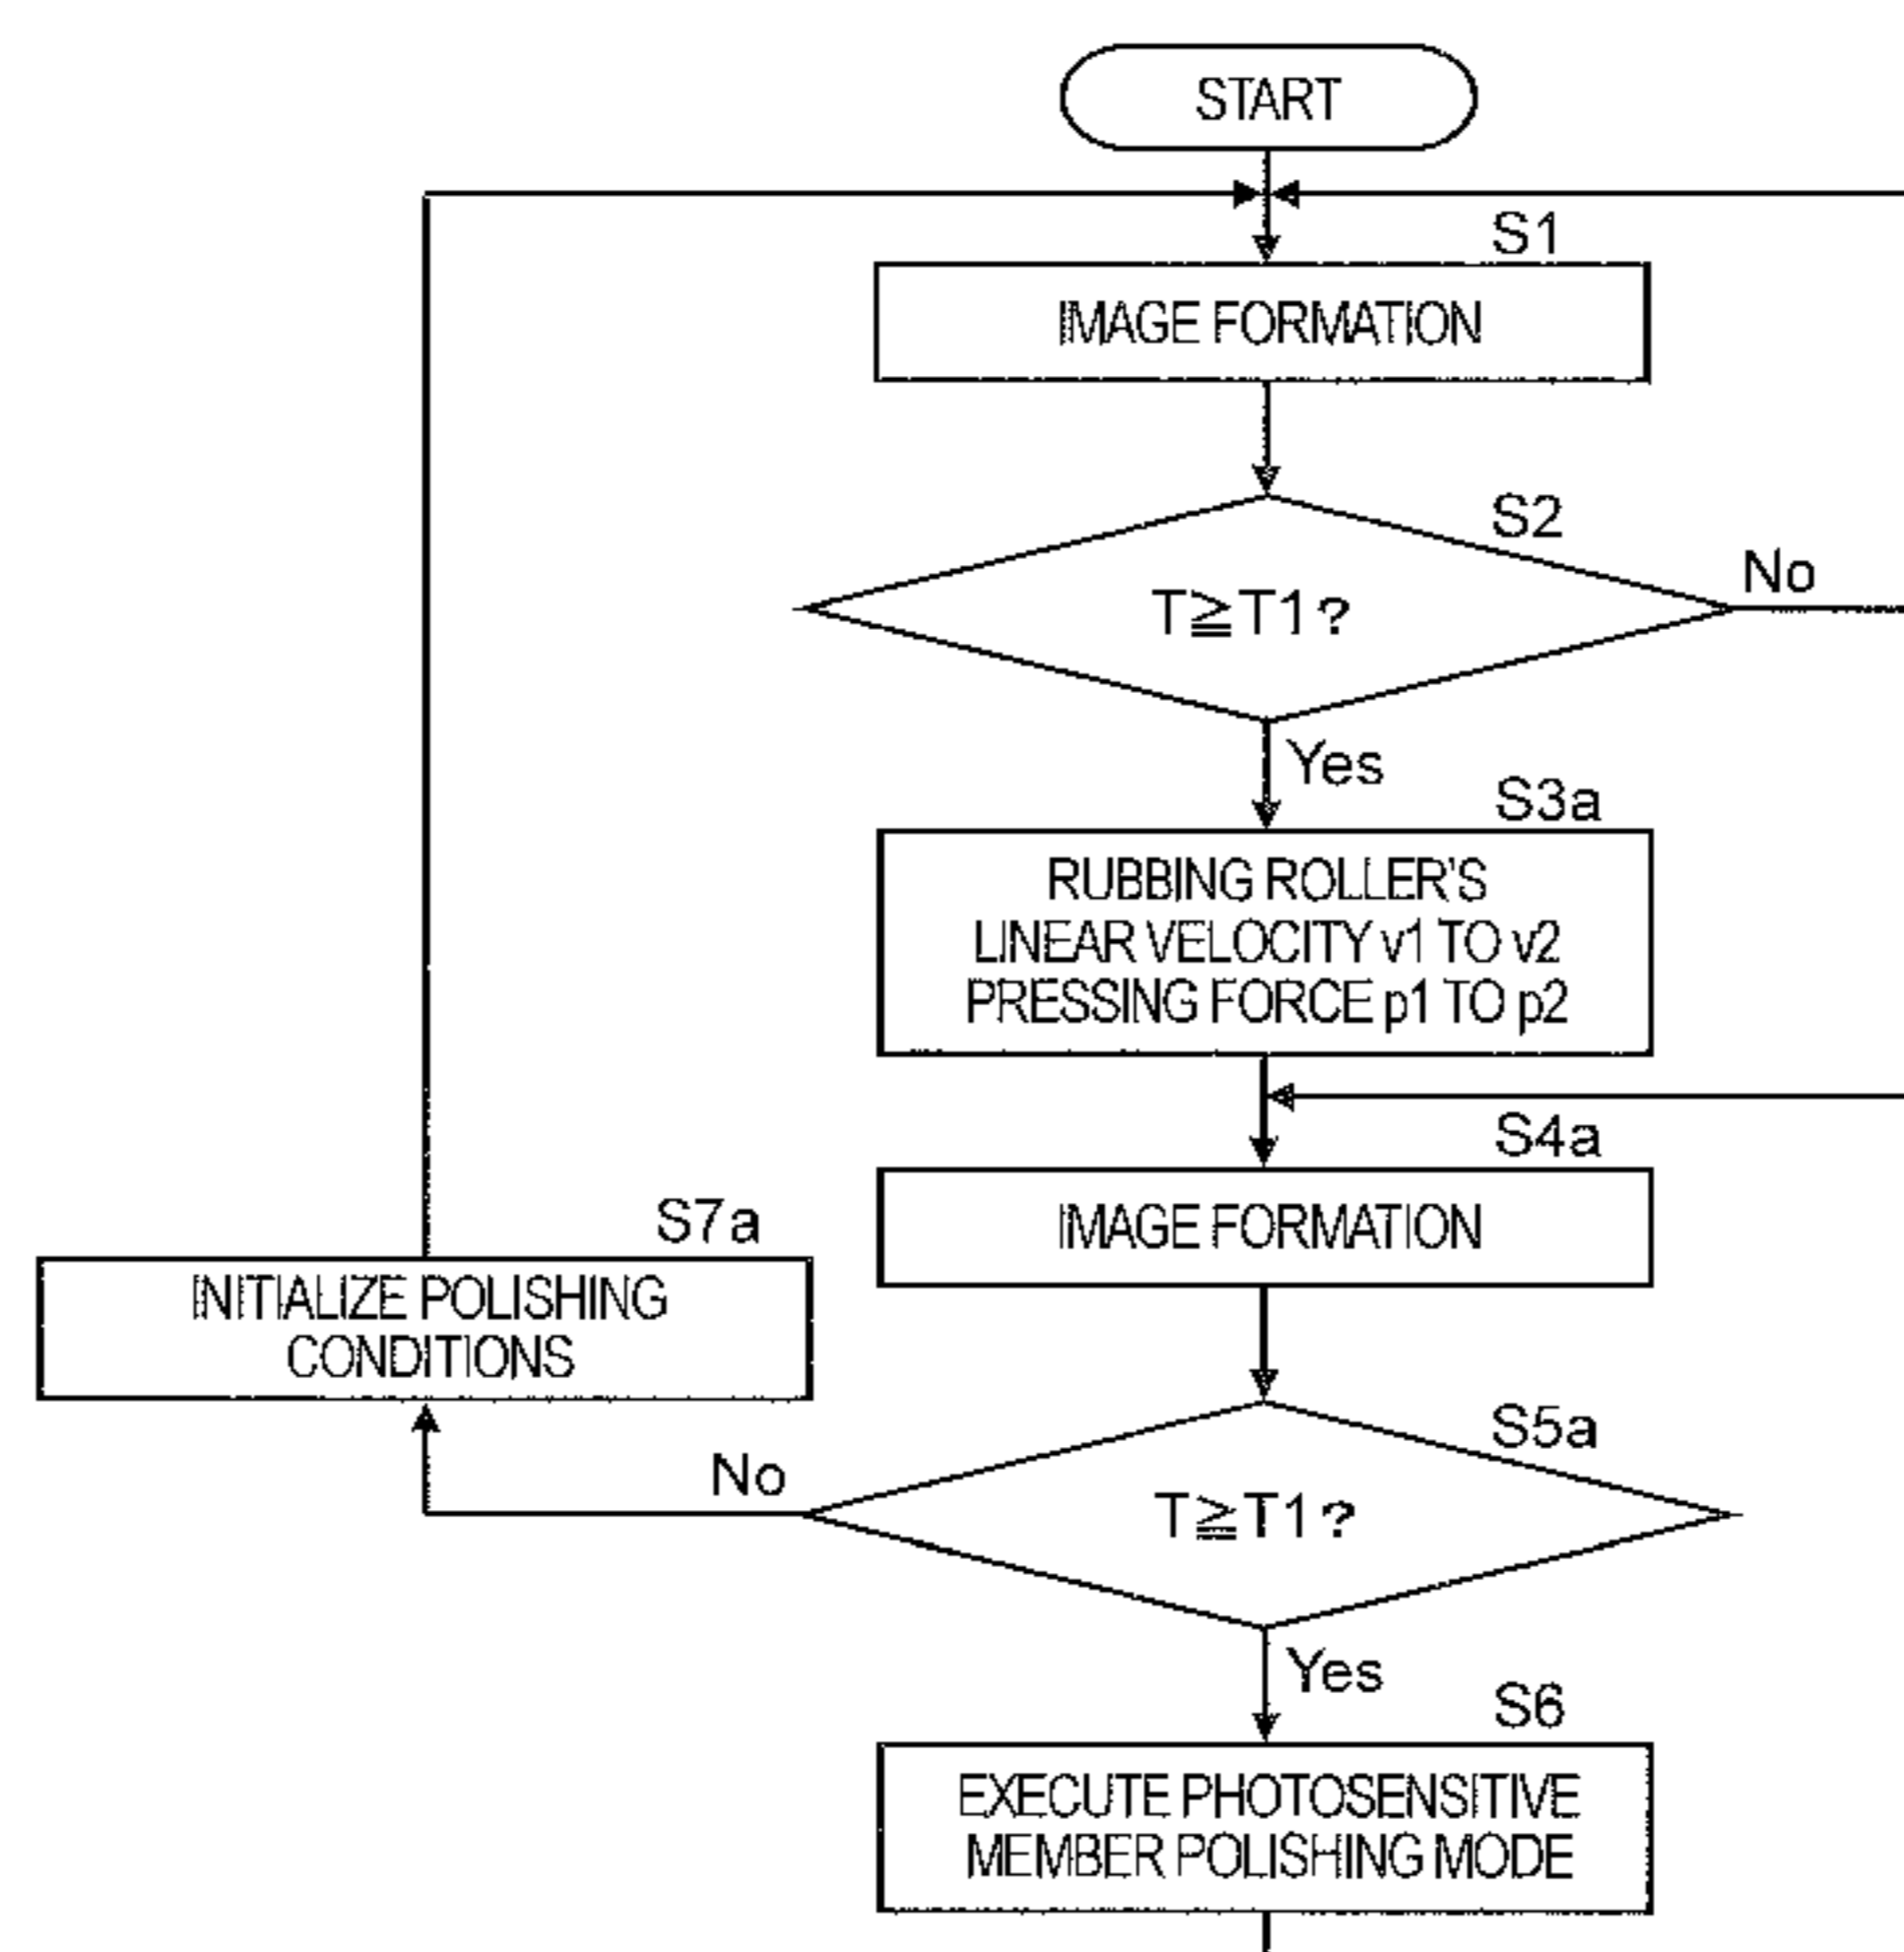 START
S1
IMAGE FORMATION
S2
T≧T1?
No
Yes
S3a
RUBBING ROLLER'S
LINEAR VELOCITY v1 TO v2
PRESSING FORCE p1 TO p2
S4a
IMAGE FORMATION
S7a
INITIALIZE POLISHING
CONDITIONS
S5a
No
T≧T1?
Yes
S6
EXECUTE PHOTOSENSITIVE
MEMBER POLISHING MODE